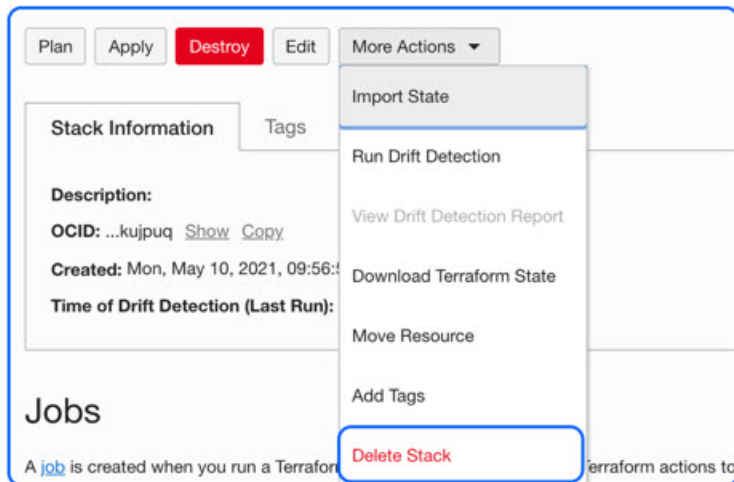 Plan Apply Destroy Edit More Actions
Import State
Stack Information Tags
Run Drift Detection
Description:
View Drift Detection Report
OCID: ...kujpuq Show Copy
Created: Mon, May 10, 2021, 09:56:
Download Terraform State
Time of Drift Detection (Last Run):
Move Resource
Add Tags
Jobs
Delete Stack
A job is created when you run a Terraform actions to